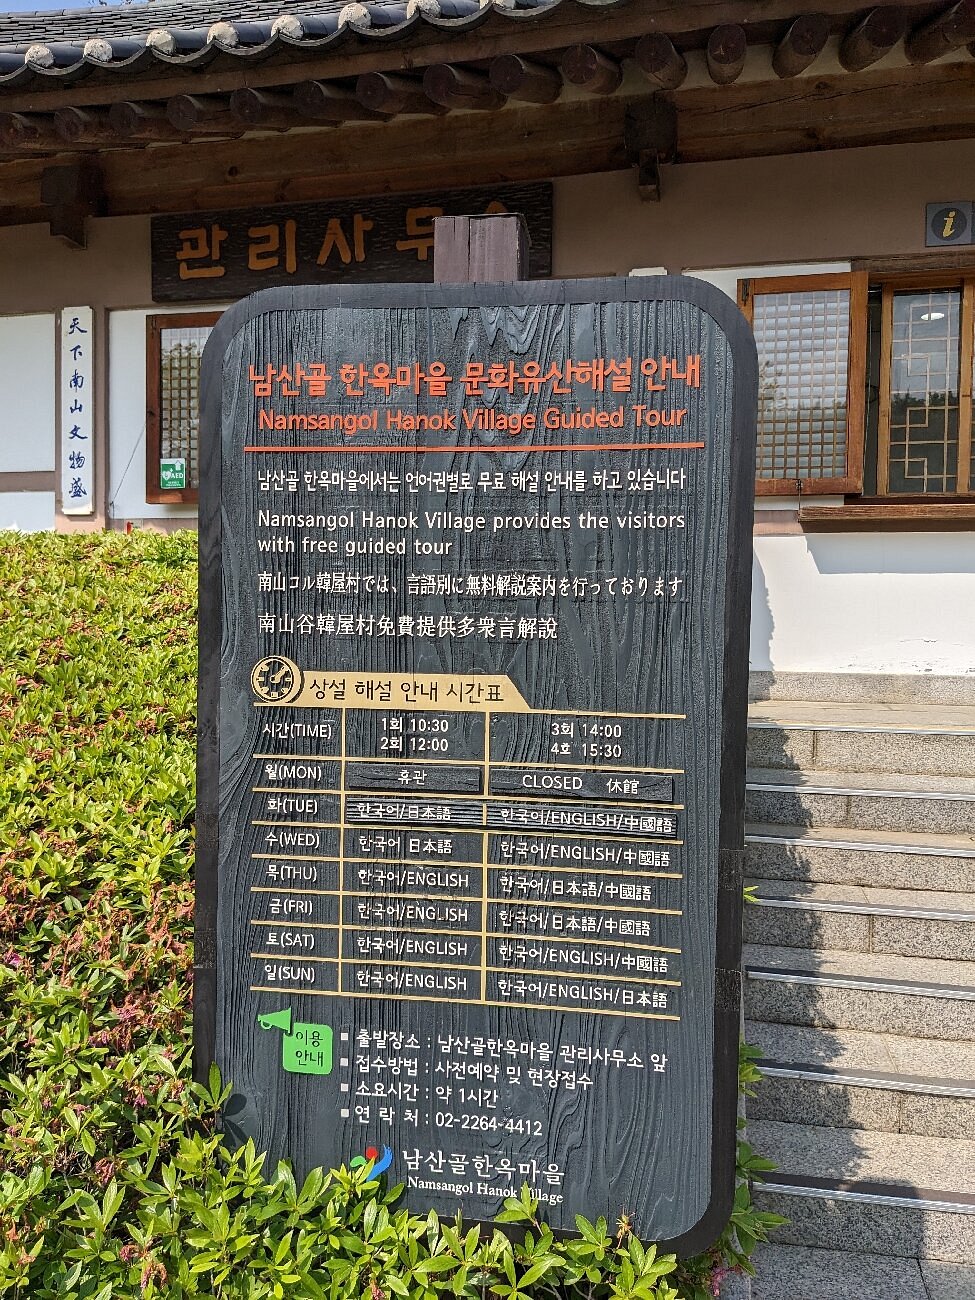 관리사무
i
天下南山文物盛
AED
남산골 한옥마을 문화유산해설 안내
Namsangol Hanok Village Guided Tour
남산골 한옥마을에서는 언어권별로 무료 해설 안내를 하고 있습니다
Namsangol Hanok Village provides the visitors
with free guided tour
南山コル韓屋村では、言語別に無料解説案内を行っております
南山谷韓屋村免費提供多衆言解說
상설 해설 안내 시간표
시간(TIME) 1회 10:30 3회 14:00
2회 12:00 4호 15:30
월(MON) 휴관 CLOSED 休館
화(TUE) 한국어/日本語 한국어/ENGLISH/中國語
수(WED) 한국어 日本語 한국어/ENGLISH/中國語
목(THU) 한국어/ENGLISH 한국어/日本語/中國語
금(FRI) 한국어/ENGLISH 한국어/日本語/中國語
토(SAT) 한국어/ENGLISH 한국어/ENGLISH/中國語
일(SUN) 한국어/ENGLISH 한국어/ENGLISH/日本語
이용
안내
■ 출발장소 : 남산골한옥마을 관리사무소 앞
■ 접수방법 : 사전예약 및 현장접수
■ 소요시간 : 약 1시간
■ 연 락 처 : 02-2264-4412
남산골한옥마을
Namsangol Hanok Village